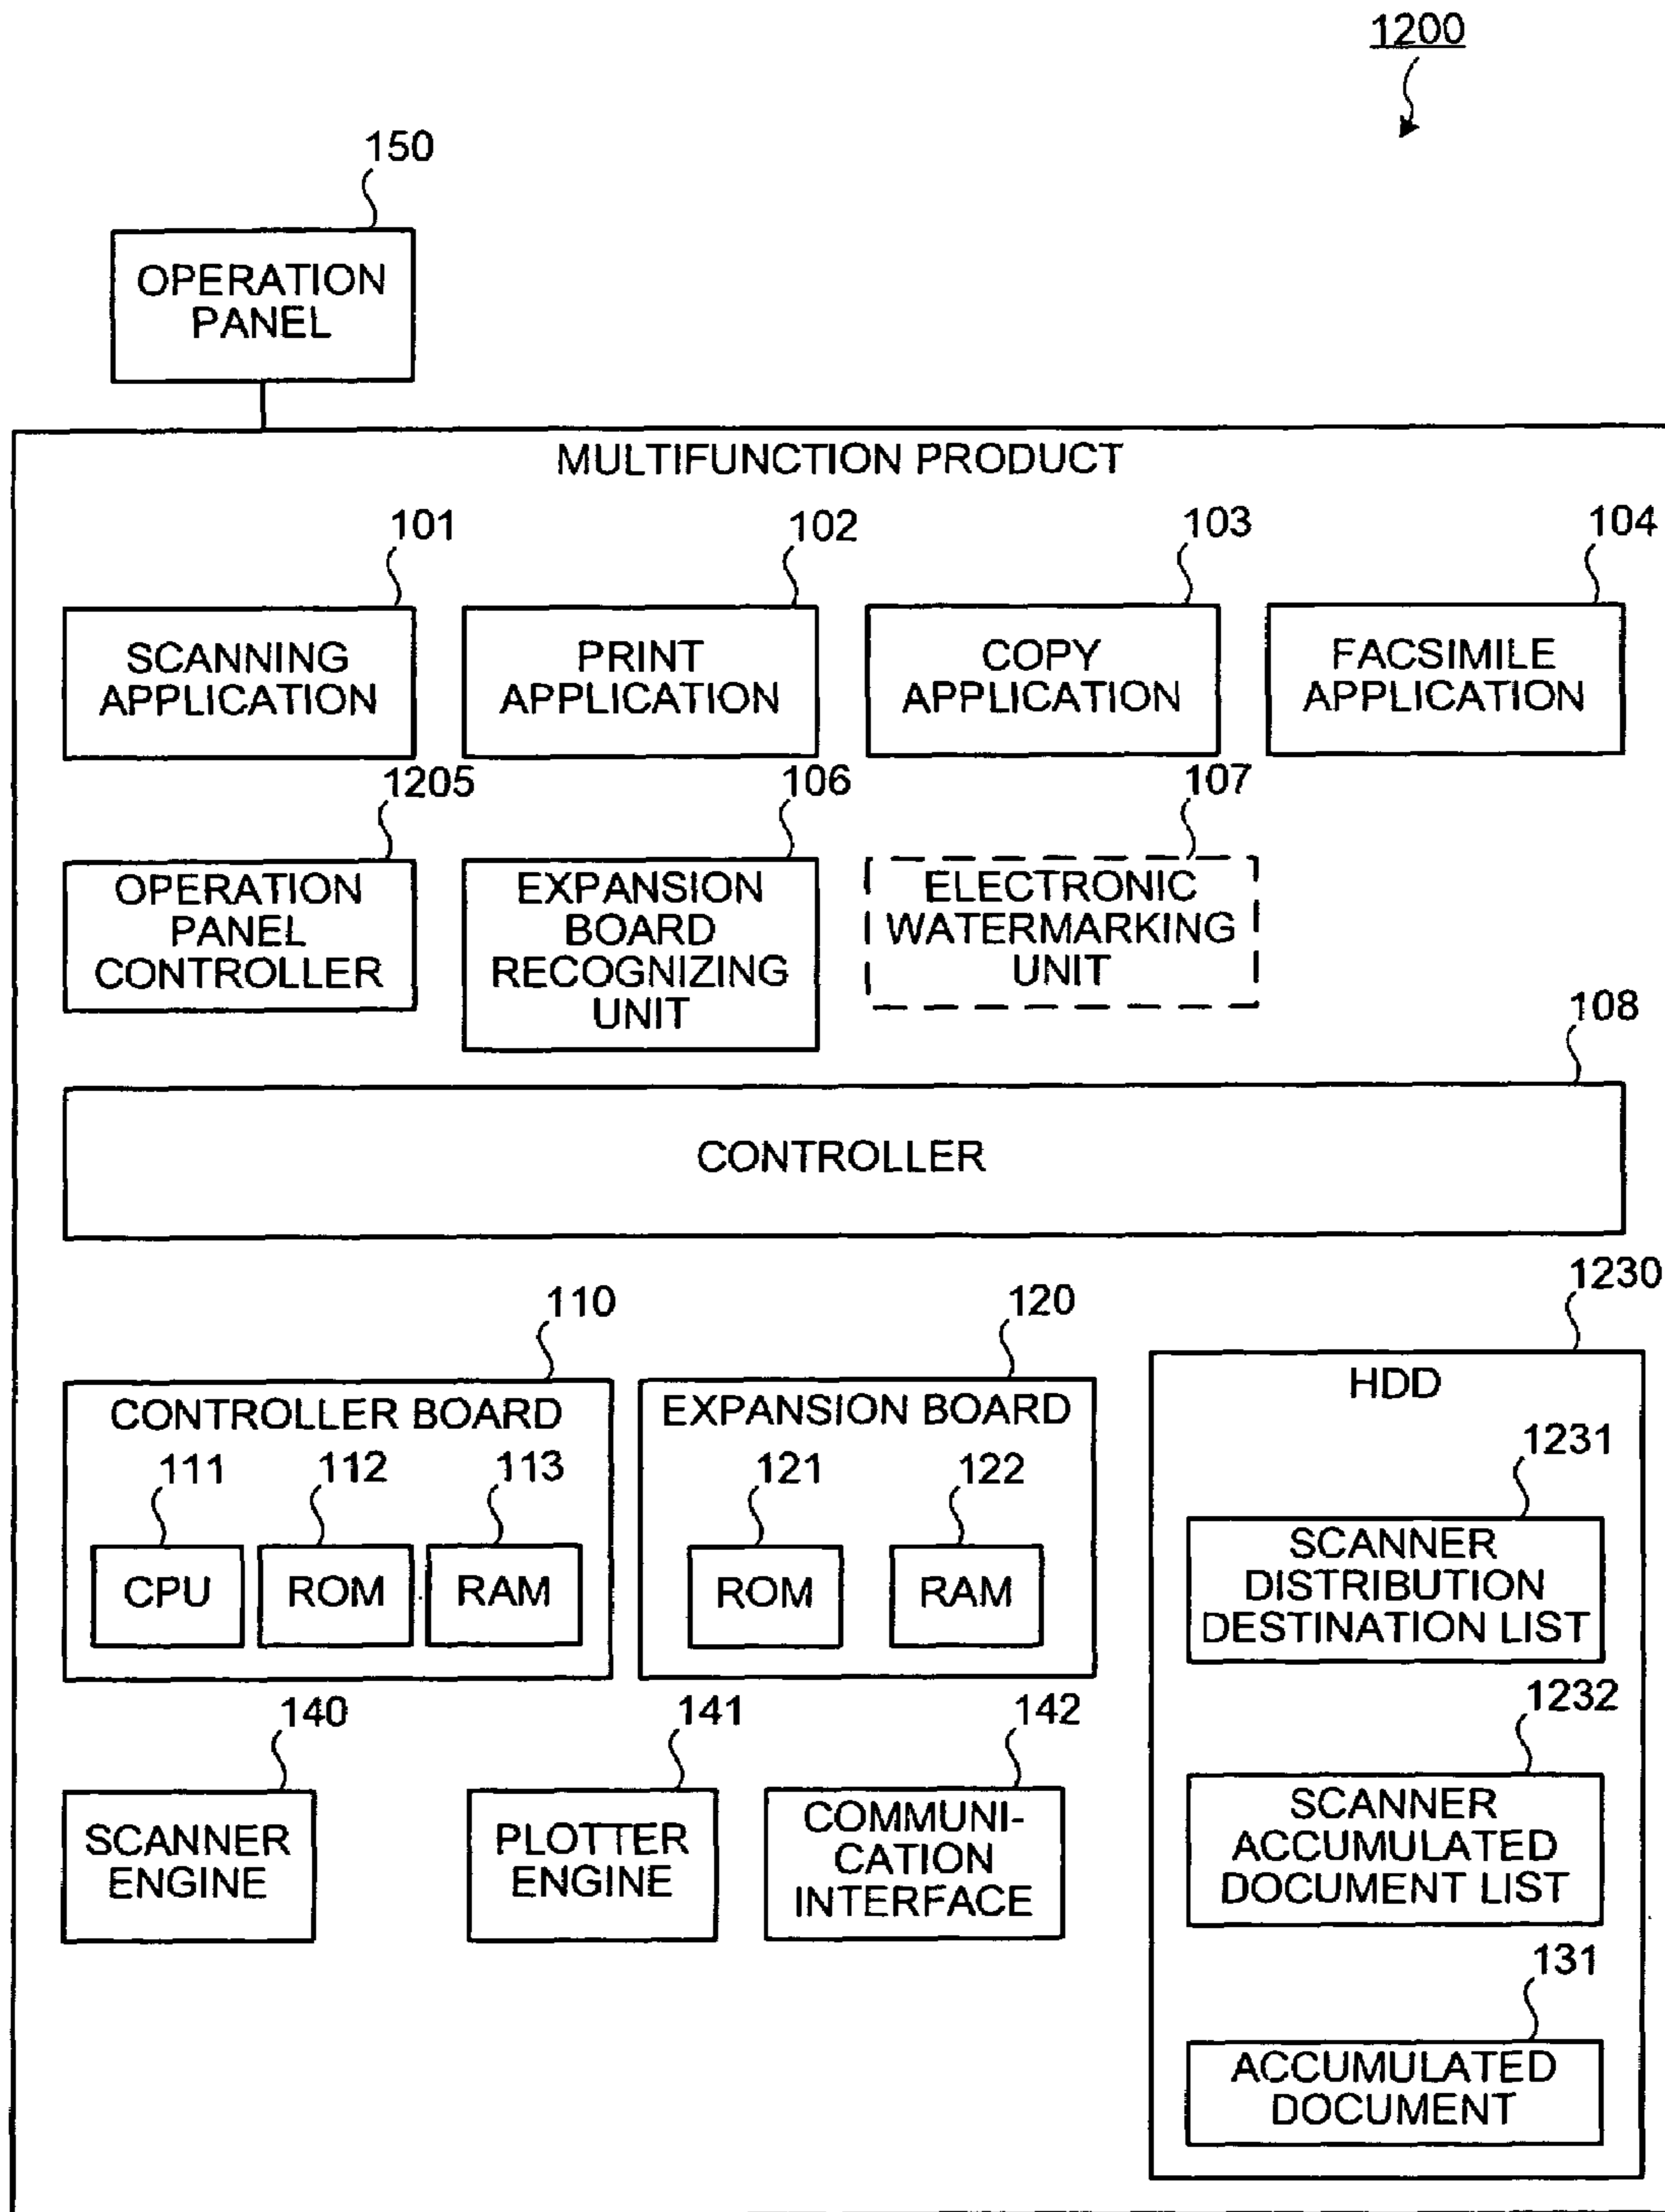 1200
150
OPERATION
PANEL
MULTIFUNCTION PRODUCT
101
102
103
104
SCANNING
APPLICATION
PRINT
APPLICATION
COPY
APPLICATION
FACSIMILE
APPLICATION
1205
106
107
OPERATION
PANEL
CONTROLLER
EXPANSION
BOARD
RECOGNIZING
UNIT
ELECTRONIC
WATERMARKING
UNIT
108
CONTROLLER
110
120
1230
CONTROLLER BOARD
111
112
113
CPU
ROM
RAM
EXPANSION BOARD
121
122
ROM
RAM
HDD
1231
SCANNER
DISTRIBUTION
DESTINATION LIST
1232
SCANNER
ACCUMULATED
DOCUMENT LIST
131
ACCUMULATED
DOCUMENT
140
141
142
SCANNER
ENGINE
PLOTTER
ENGINE
COMMUNI-
CATION
INTERFACE